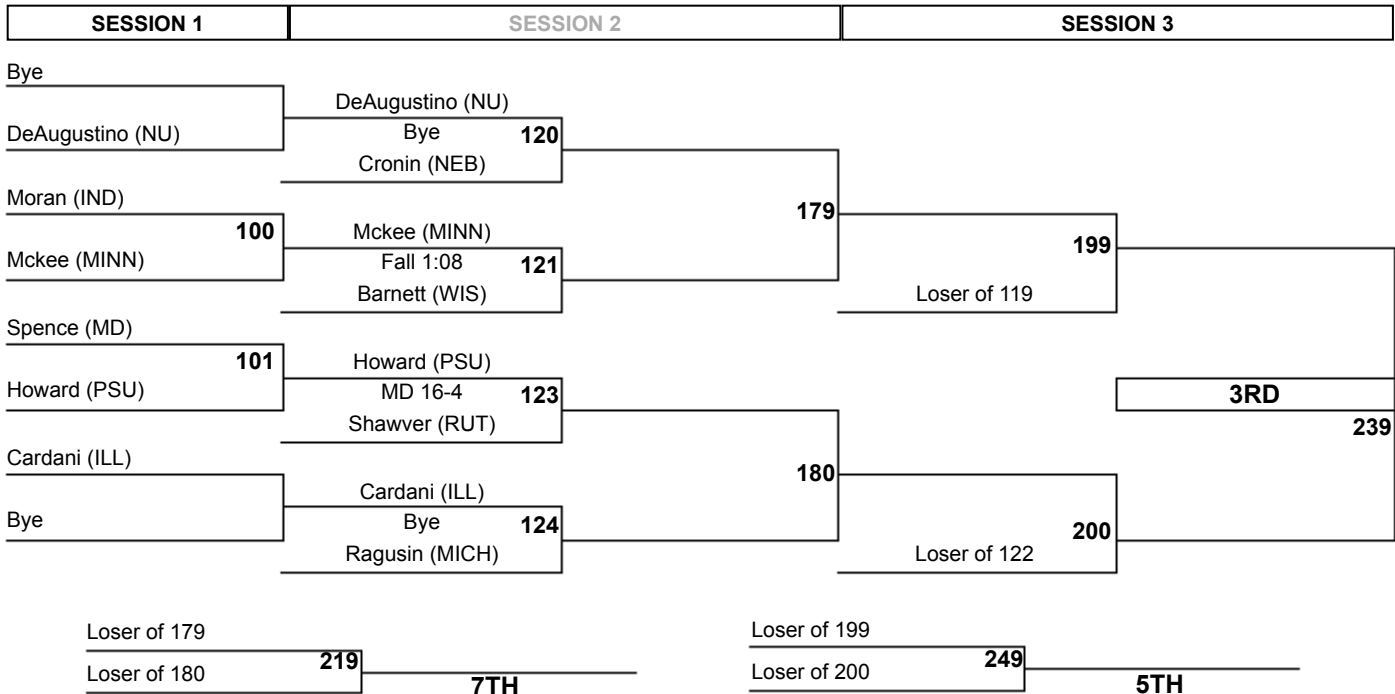 SESSION 1
SESSION 2
SESSION 3
Bye
DeAugustino (NU)
DeAugustino (NU)
Bye
120
Cronin (NEB)
Moran (IND)
179
100
Mckee (MINN)
199
Mckee (MINN)
Fall 1:08
121
Barnett (WIS)
Loser of 119
Spence (MD)
101
Howard (PSU)
Howard (PSU)
MD 16-4
123
3RD
Shawver (RUT)
239
Cardani (ILL)
180
Cardani (ILL)
Bye
Bye
124
200
Ragusin (MICH)
Loser of 122
Loser of 179
219
Loser of 180
7TH
Loser of 199
249
Loser of 200
5TH